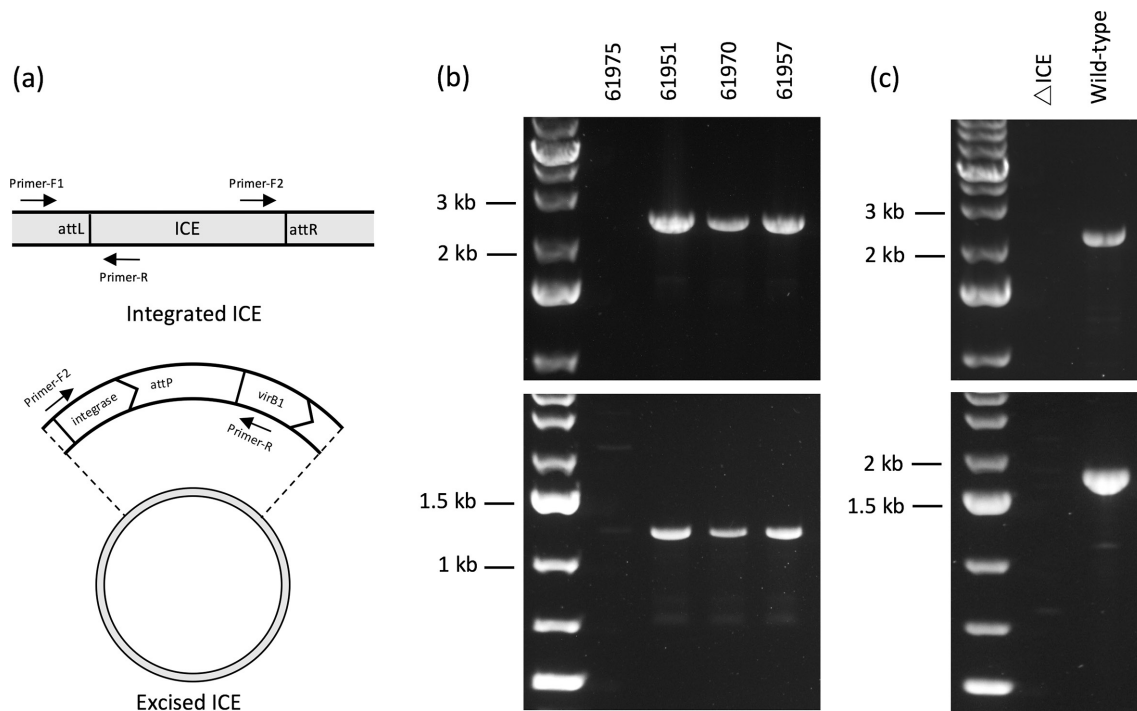 (a)
Primer-F1
Primer-F2
attL
ICE
attR
Primer-R
Integrated ICE
Primer-F2
integrase
attP
virB1
Primer-R
Excised ICE
(b)
61975
61951
61970
61957
3 kb
2 kb
1.5 kb
1 kb
(c)
△ICE
Wild-type
3 kb
2 kb
2 kb
1.5 kb